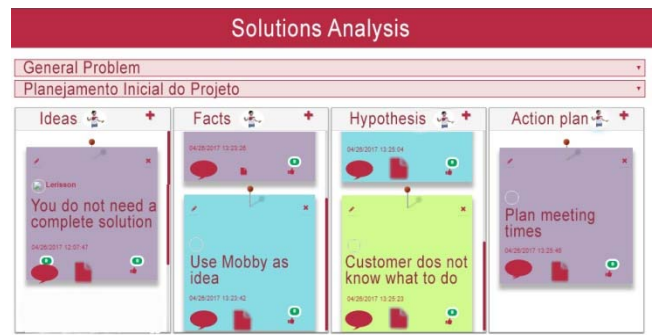 Solutions Analysis
General Problem
Planejamento Inicial do Projeto
Ideas
Facts
Hypothesis
Action plan
Lerisson
You do not need a
complete solution
04/26/2017 12:57:47
04/26/2017 13:23:28
Use Mobby as
idea
04/26/2017 13:23:42
04/26/2017 13:25:04
Customer dos not
know what to do
04/26/2017 13:25:23
Plan meeting
times
04/26/2017 13:25:46